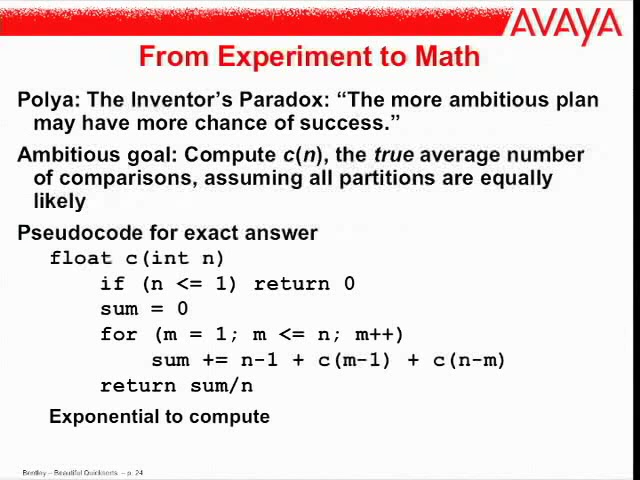 AVAYA
From Experiment to Math
Polya: The Inventor's Paradox: “The more ambitious plan
may have more chance of success.”
Ambitious goal: Compute c(n), the true average number
of comparisons, assuming all partitions are equally
likely
Pseudocode for exact answer
float c(int n)
if (n <= 1) return 0
sum = 0
for (m = 1; m <= n; m++)
sum += n-1 + c(m-1) + c(n-m)
return sum/n
Exponential to compute
Bentley – Beautiful Quicksorts – p. 24